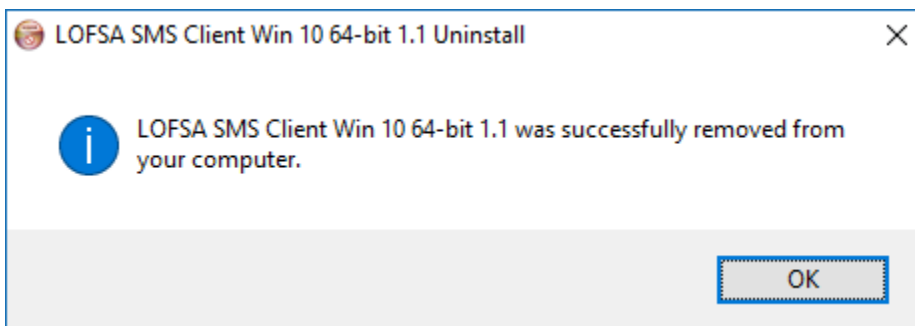 LOFSA SMS Client Win 10 64-bit 1.1 Uninstall
LOFSA SMS Client Win 10 64-bit 1.1 was successfully removed from
your computer.
OK